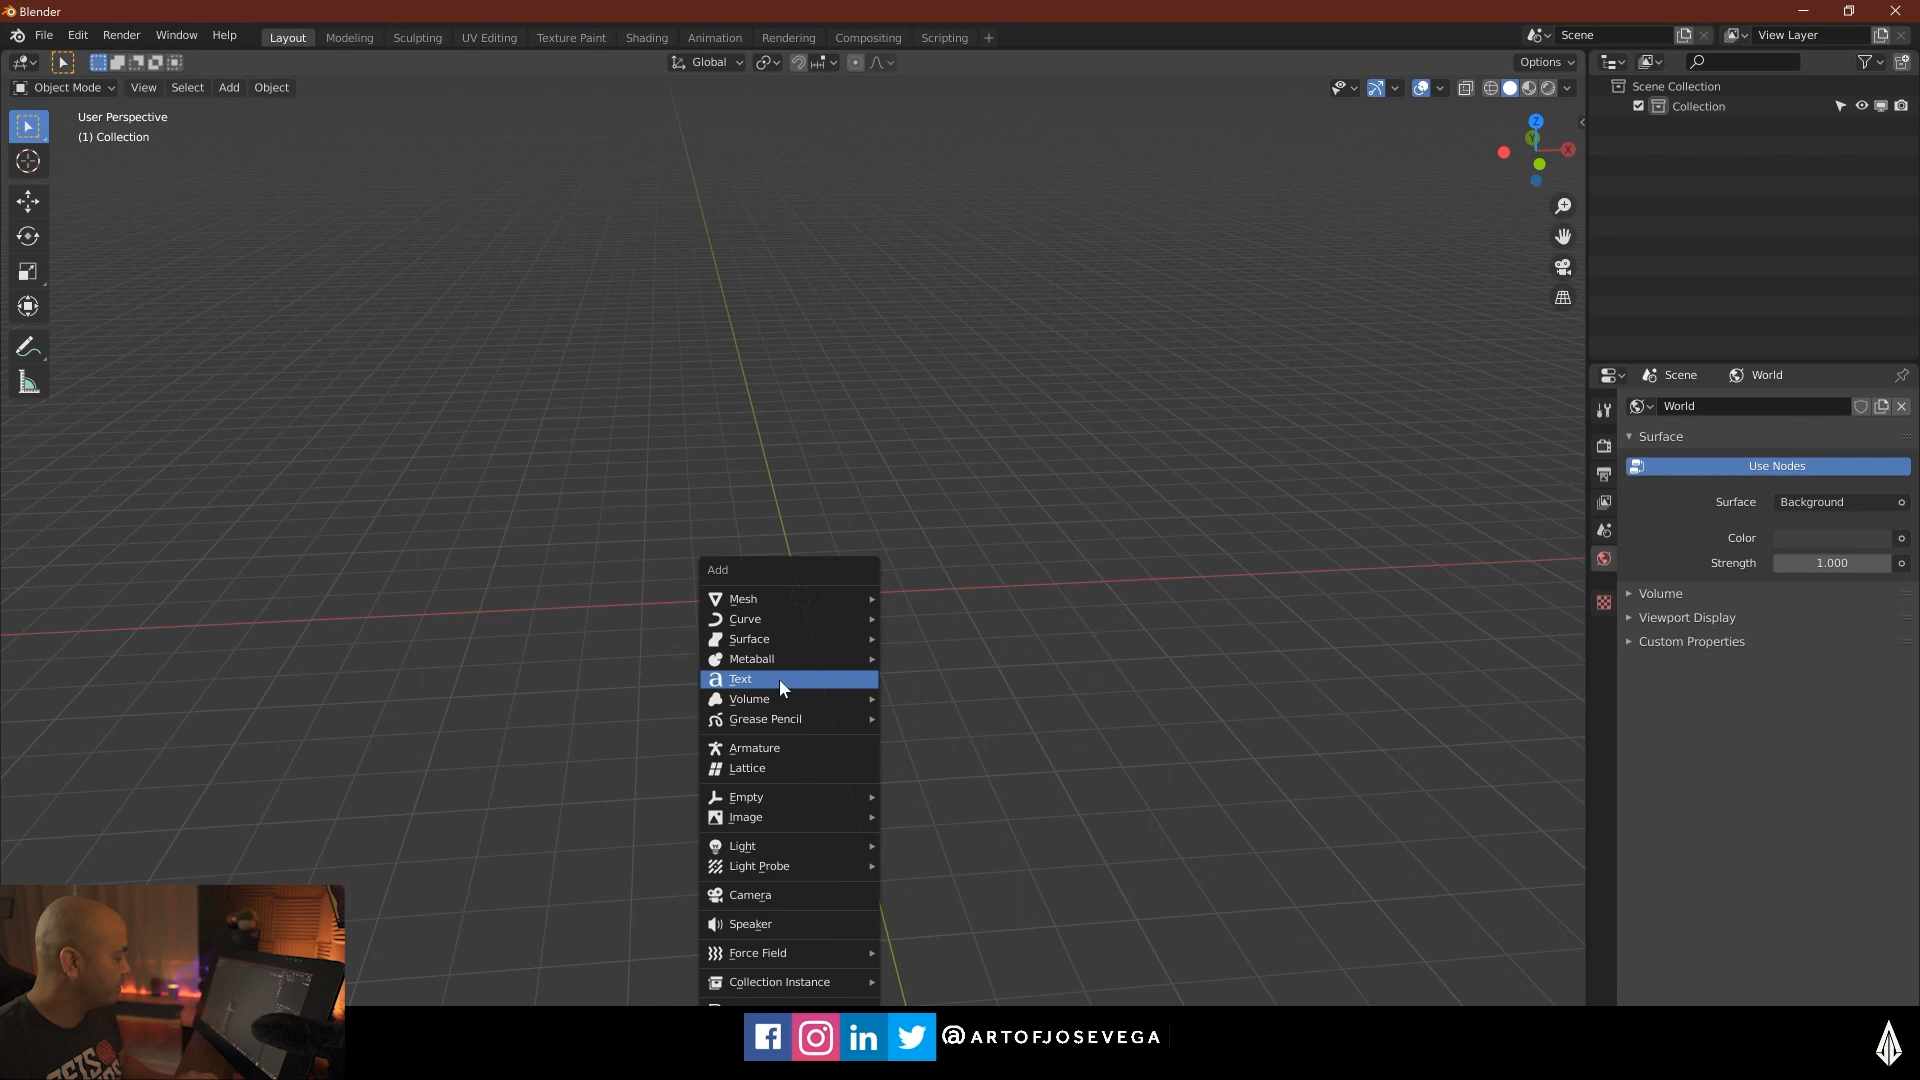 Blender
File Edit Render Window Help Layout Modeling Sculpting UV Editing Texture Paint Shading Animation Rendering Compositing Scripting + Scene View Layer
Global Options
Object Mode View Select Add Object
User Perspective
(1) Collection
Z
Y
X
Scene Collection
Collection
Scene World
World
Surface
Use Nodes
Surface Background
Color
Strength 1.000
Volume
Viewport Display
Custom Properties
Add
Mesh
Curve
Surface
Metaball
Text
Volume
Grease Pencil
Armature
Lattice
Empty
Image
Light
Light Probe
Camera
Speaker
Force Field
Collection Instance
@ARTOFJOSEVEGA